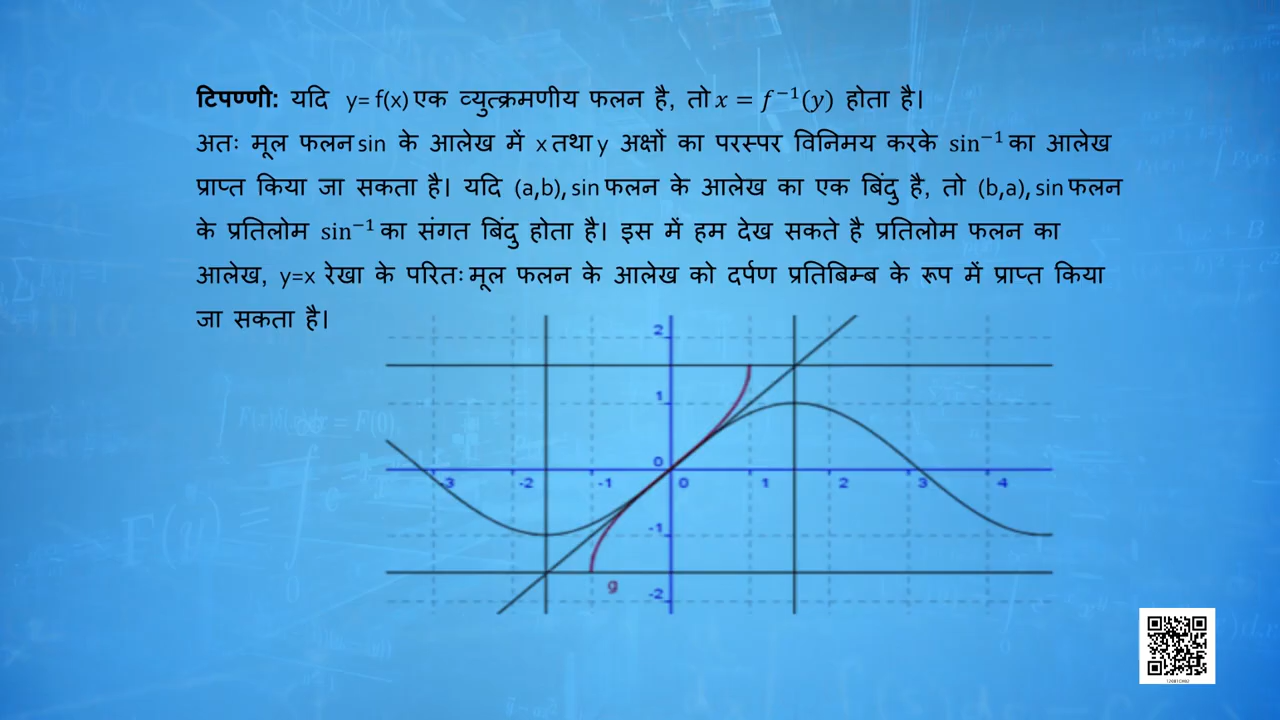 टिपण्णी: यदि y= f(x) एक व्युत्क्रमणीय फलन है, तो x = f⁻¹(y) होता है।
अतः मूल फलन sin के आलेख में x तथा y अक्षों का परस्पर विनिमय करके sin⁻¹ का आलेख
प्राप्त किया जा सकता है। यदि (a,b), sin फलन के आलेख का एक बिंदु है, तो (b,a), sin फलन
के प्रतिलोम sin⁻¹ का संगत बिंदु होता है। इस में हम देख सकते है प्रतिलोम फलन का
आलेख, y=x रेखा के परितः मूल फलन के आलेख को दर्पण प्रतिबिम्ब के रूप में प्राप्त किया
जा सकता है।
2
1
0
-3 -2 -1 0 1 2 3 4
-1
g
-2